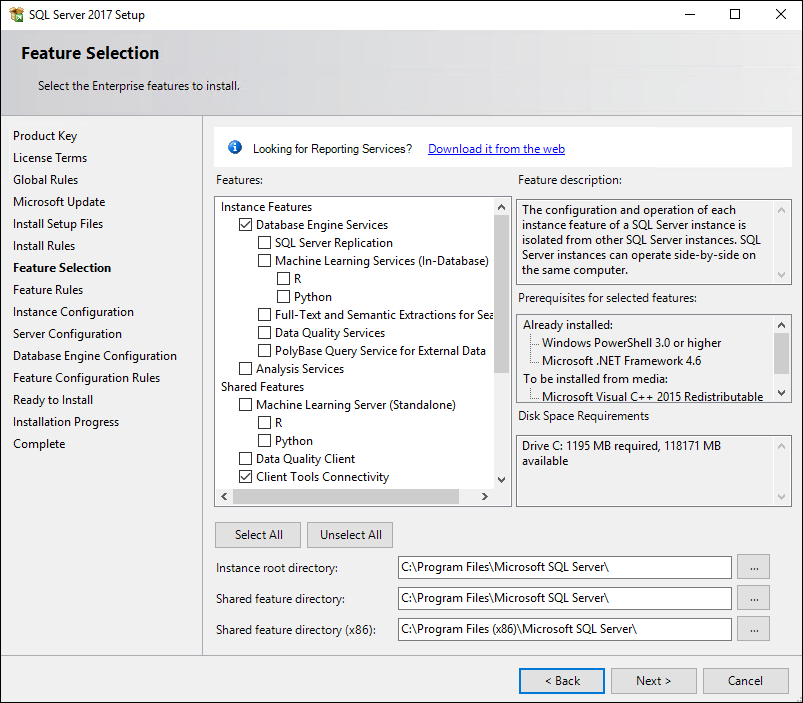 SQL Server 2017 Setup
Feature Selection
Select the Enterprise features to install.
Product Key
License Terms
Global Rules
Microsoft Update
Install Setup Files
Install Rules
Feature Selection
Feature Rules
Instance Configuration
Server Configuration
Database Engine Configuration
Feature Configuration Rules
Ready to Install
Installation Progress
Complete
Looking for Reporting Services? Download it from the web
Features:
Instance Features
Database Engine Services
SQL Server Replication
Machine Learning Services (In-Database)
R
Python
Full-Text and Semantic Extractions for Sea
Data Quality Services
PolyBase Query Service for External Data
Analysis Services
Shared Features
Machine Learning Server (Standalone)
R
Python
Data Quality Client
Client Tools Connectivity
Feature description:
The configuration and operation of each
instance feature of a SQL Server instance is
isolated from other SQL Server instances. SQL
Server instances can operate side-by-side on
the same computer.
Prerequisites for selected features:
Already installed:
Windows PowerShell 3.0 or higher
Microsoft .NET Framework 4.6
To be installed from media:
Microsoft Visual C++ 2015 Redistributable
Disk Space Requirements
Drive C: 1195 MB required, 118171 MB
available
Select All
Unselect All
Instance root directory: C:\Program Files\Microsoft SQL Server\ ...
Shared feature directory: C:\Program Files\Microsoft SQL Server\ ...
Shared feature directory (x86): C:\Program Files (x86)\Microsoft SQL Server\ ...
< Back
Next >
Cancel